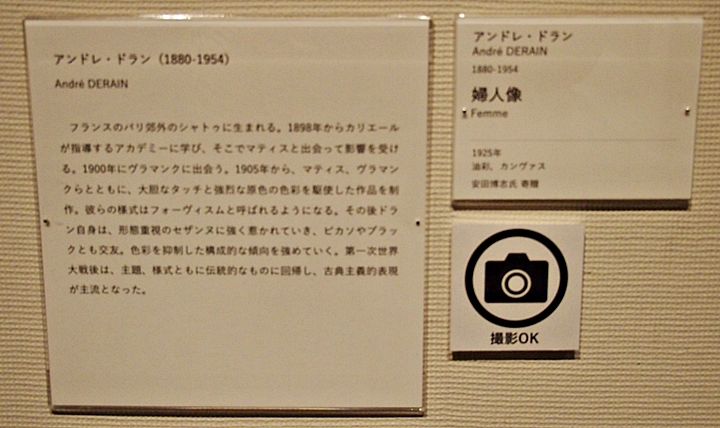 アンドレ・ドラン（1880-1954）
André DERAIN
フランスのパリ郊外のシャトゥに生まれる。1898年からカリエール
が指導するアカデミーに学び、そこでマティスと出会って影響を受け
る。1900年にヴラマンクに出会う。1905年から、マティス、ヴラマン
クらとともに、大胆なタッチと強烈な原色の色彩を駆使した作品を制
作。彼らの様式はフォーヴィスムと呼ばれるようになる。その後ドラ
ン自身は、形態重視のセザンヌに強く惹かれていき、ピカソやブラッ
クとも交友。色彩を抑制した構成的な傾向を強めていく。第一次世界
大戦後は、主題、様式ともに伝統的なものに回帰し、古典主義的表現
が主流となった。
アンドレ・ドラン
André DERAIN
1880-1954
婦人像
Femme
1925年
油彩、カンヴァス
安田博志氏 寄贈
撮影OK